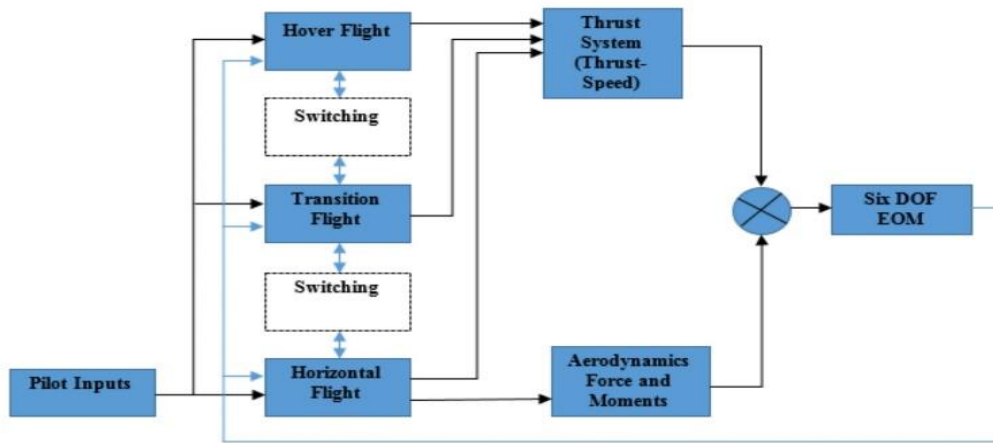 Hover Flight
Thrust
System
(Thrust-
Speed)
Switching
Transition
Flight
Six DOF
EOM
Switching
Pilot Inputs
Horizontal
Flight
Aerodynamics
Force and
Moments